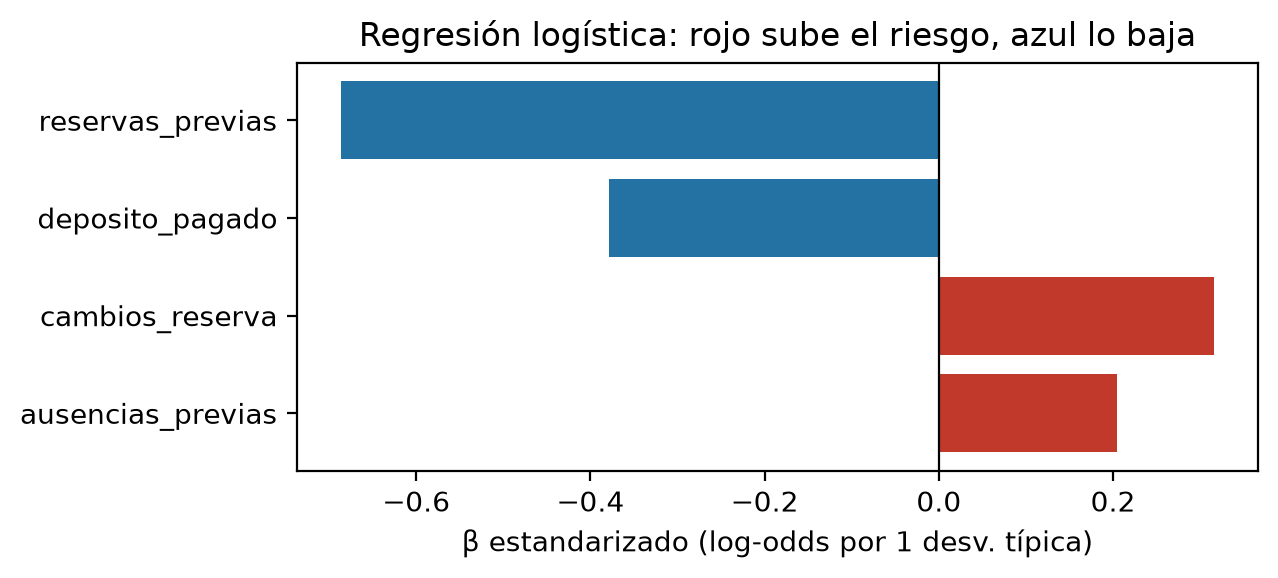 Regresión logística: rojo sube el riesgo, azul lo baja
reservas_previas
deposito_pagado
cambios_reserva
ausencias_previas
−0.6 −0.4 −0.2 0.0 0.2
β estandarizado (log-odds por 1 desv. típica)